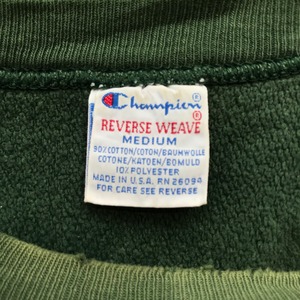 Champion®
REVERSE WEAVE®
MEDIUM
90% COTTON/COTON/BAUMWOLLE
COTONE/KATOEN/BOMULD
10% POLYESTER
MADE IN U.S.A. RN 26094
FOR CARE SEE REVERSE